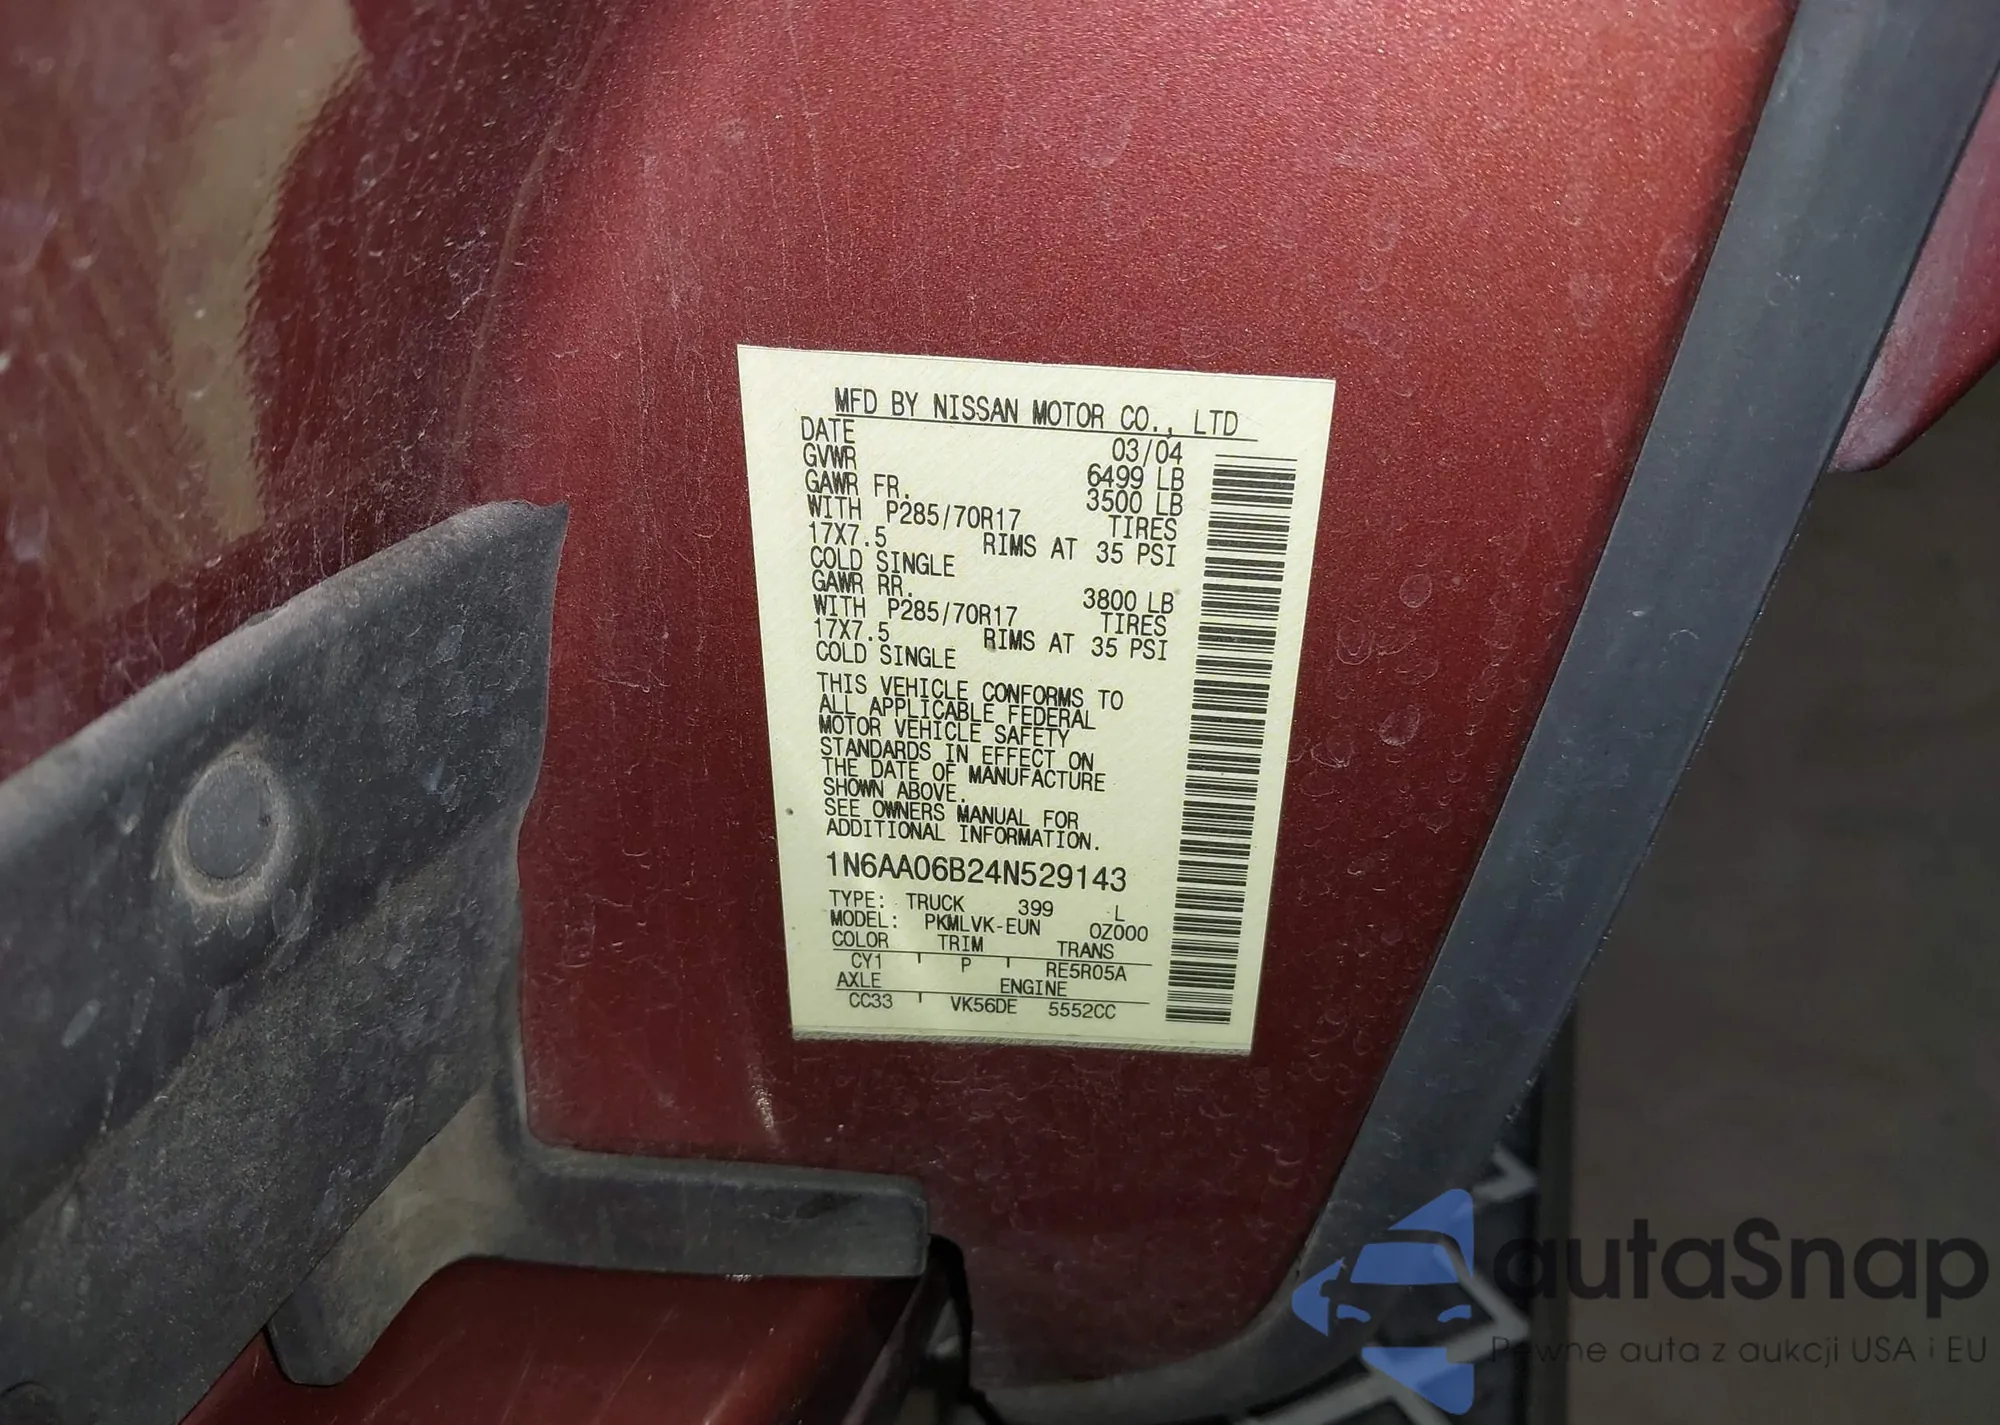 MFD BY NISSAN MOTOR CO., LTD
DATE 03/04
GVWR 6499 LB
GAWR FR. 3500 LB
WITH P285/70R17 TIRES
17X7.5 RIMS AT 35 PSI
COLD SINGLE
GAWR RR. 3800 LB
WITH P285/70R17 TIRES
17X7.5 RIMS AT 35 PSI
COLD SINGLE
THIS VEHICLE CONFORMS TO
ALL APPLICABLE FEDERAL
MOTOR VEHICLE SAFETY
STANDARDS IN EFFECT ON
THE DATE OF MANUFACTURE
SHOWN ABOVE.
SEE OWNERS MANUAL FOR
ADDITIONAL INFORMATION.
1N6AA06B24N529143
TYPE: TRUCK 399 L
MODEL: PKMLVK-EUN 0Z000
COLOR TRIM TRANS
CY1 P RE5R05A
AXLE ENGINE
CC33 VK56DE 5552CC
autaSnap
Pewne auta z aukcji USA i EU